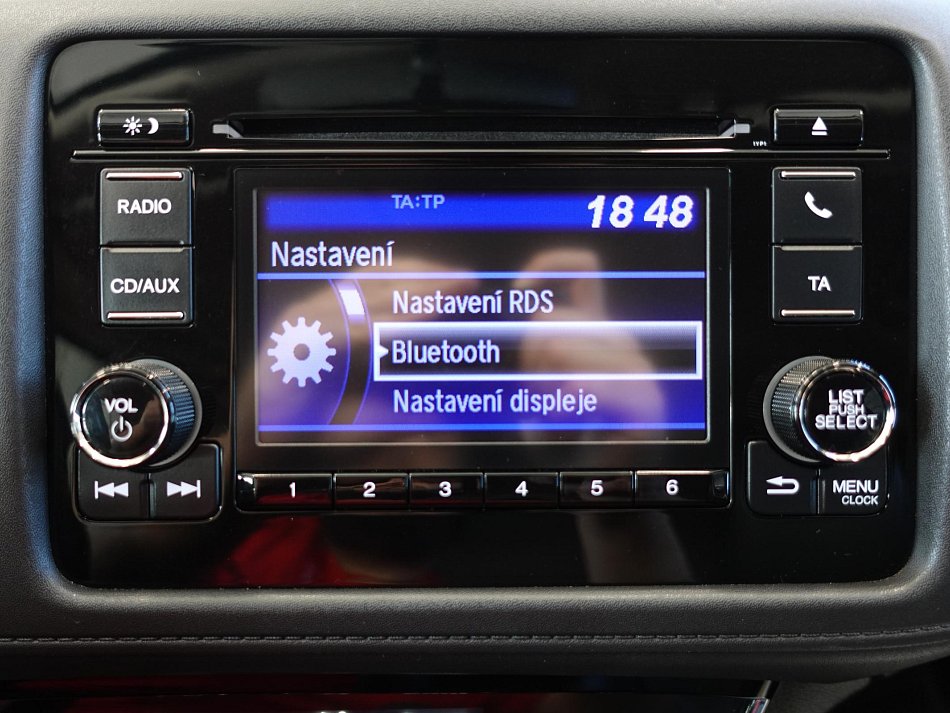 RADIO
CD/AUX
VOL
TA:TP
18 48
Nastavení
Nastavení RDS
Bluetooth
Nastavení displeje
1 2 3 4 5 6
TA
LIST
PUSH
SELECT
MENU
CLOCK